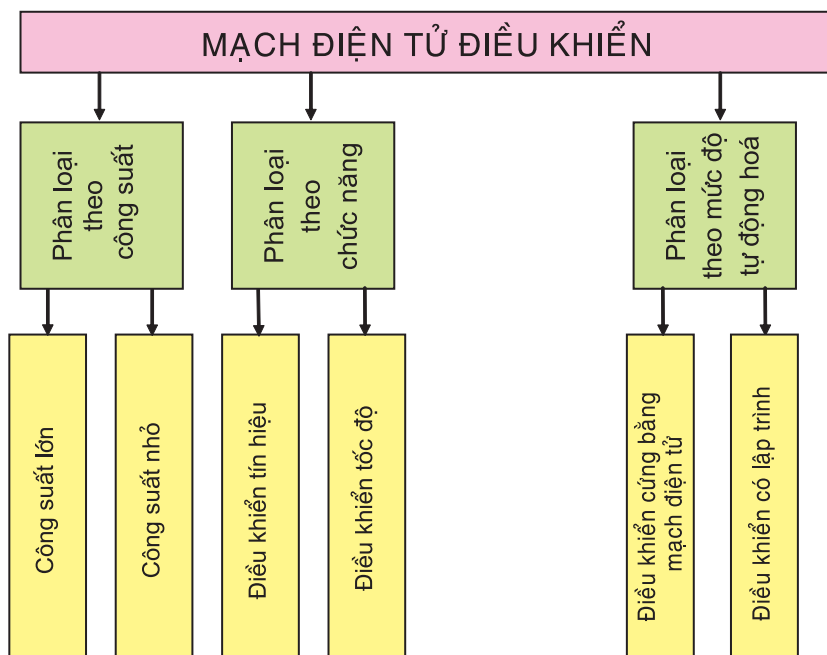 MẠCH ĐIỆN TỬ ĐIỀU KHIỂN
Phân loại
theo
công suất
Phân loại
theo
chức năng
Phân loại
theo mức độ
tự động hoá
Công suất lớn
Công suất nhỏ
Điều khiển tín hiệu
Điều khiển tốc độ
Điều khiển cứng bằng
mạch điện tử
Điều khiển có lập trình